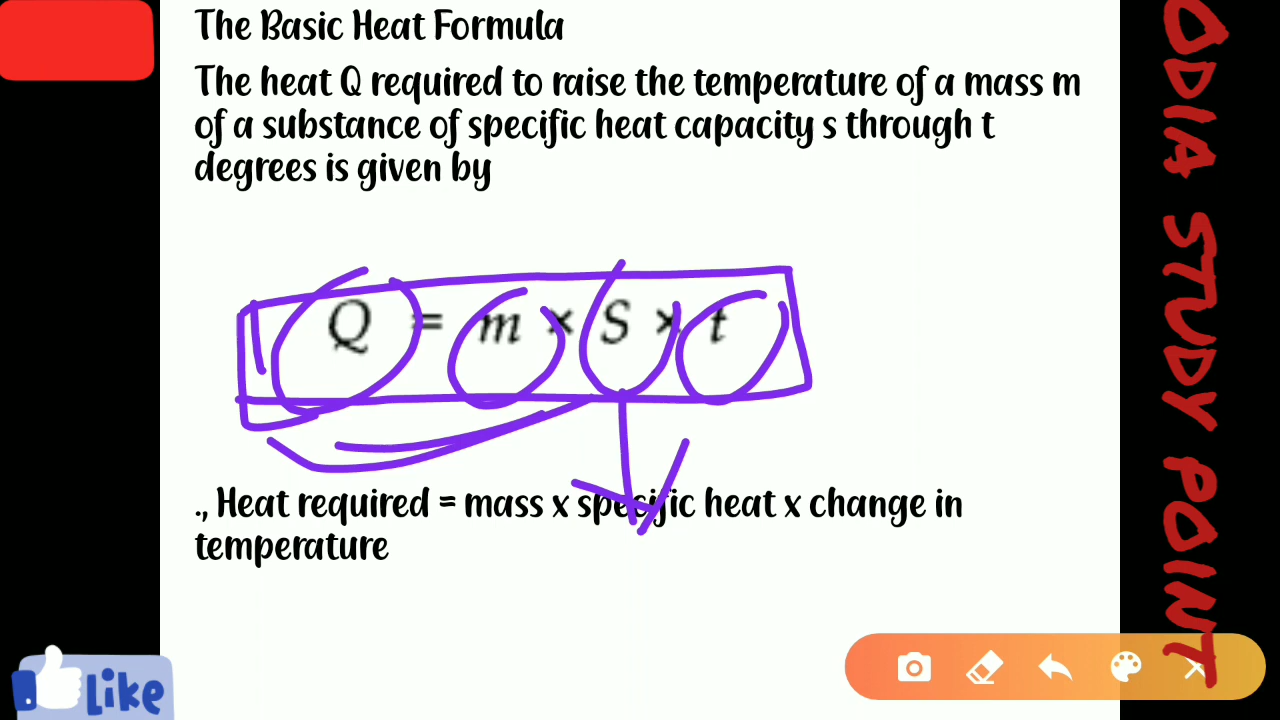 The Basic Heat Formula
The heat Q required to raise the temperature of a mass m
of a substance of specific heat capacity s through t
degrees is given by
Q = m × S × t
., Heat required = mass x specific heat x change in
temperature
Like
ODIA STUDY POINT